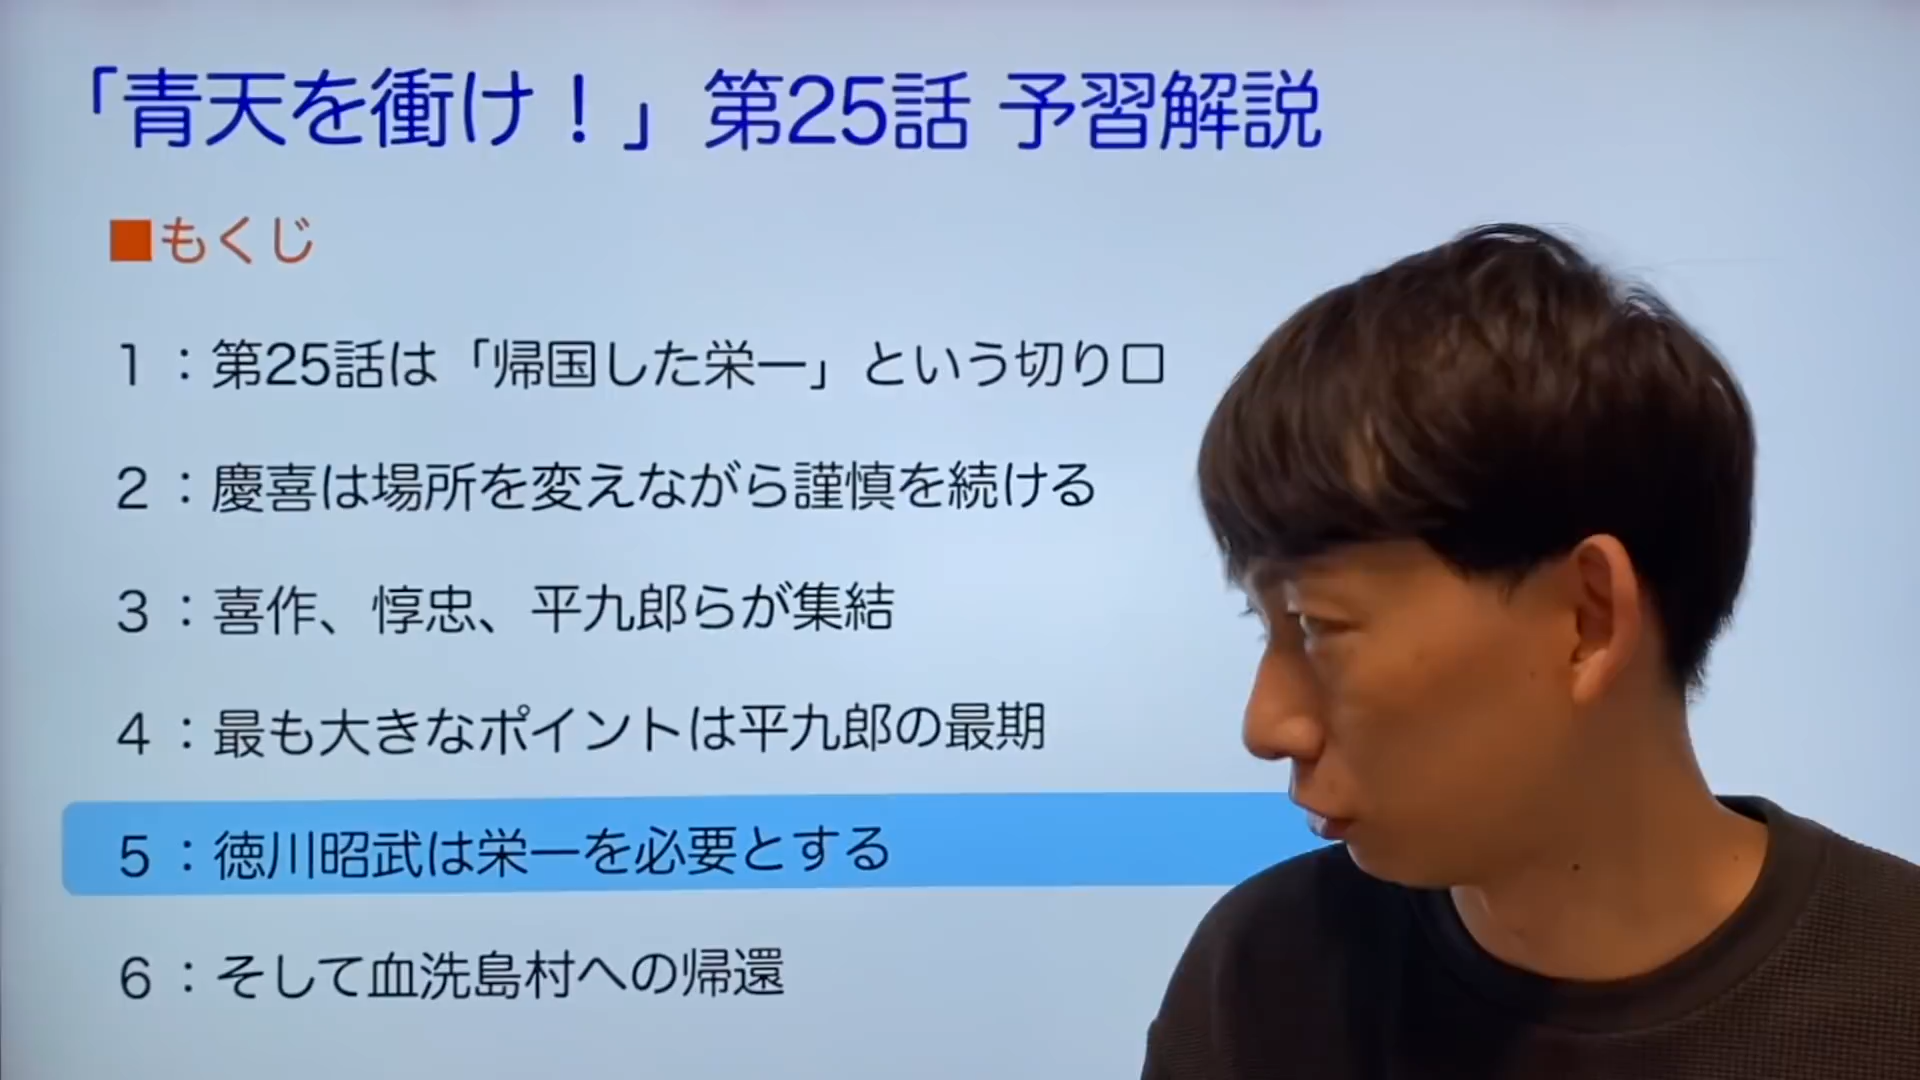 「青天を衝け！」第25話 予習解説
■もくじ
1：第25話は「帰国した栄一」という切り口
2：慶喜は場所を変えながら謹慎を続ける
3：喜作、惇忠、平九郎らが集結
4：最も大きなポイントは平九郎の最期
5：徳川昭武は栄一を必要とする
6：そして血洗島村への帰還